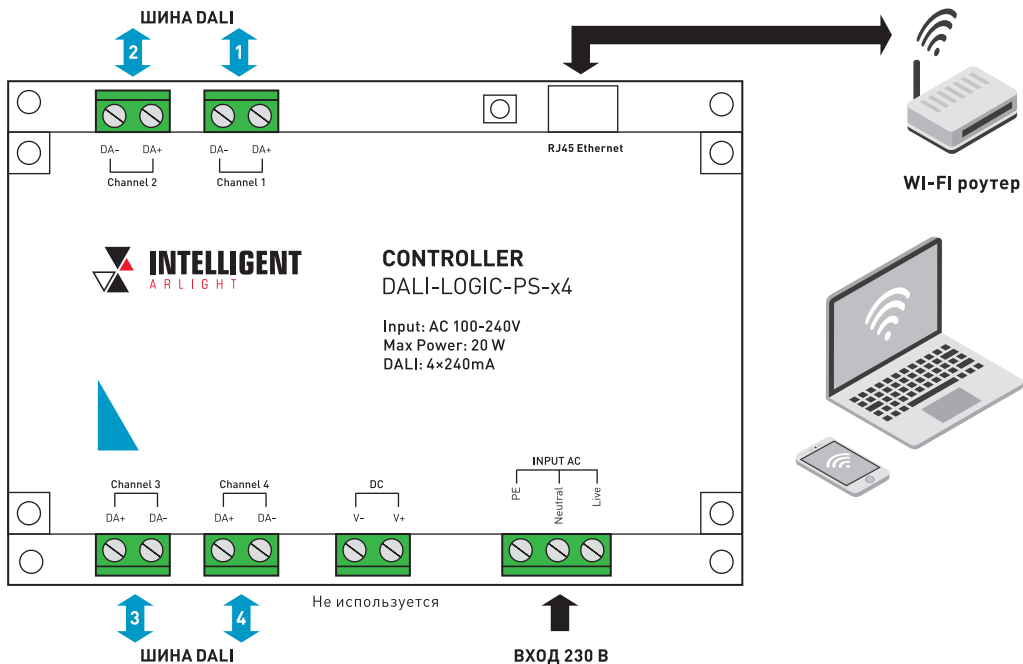 ШИНА DALI
2 1
DA- DA+ DA- DA+
Channel 2 Channel 1
RJ45 Ethernet
WI-FI роутер
INTELLIGENT
ARLIGHT
CONTROLLER
DALI-LOGIC-PS-x4
Input: AC 100-240V
Max Power: 20 W
DALI: 4×240mA
INPUT AC
Channel 3 Channel 4 DC
PE Neutral Live
DA+ DA- DA+ DA- V- V+
Не используется
3 4
ШИНА DALI
ВХОД 230 В